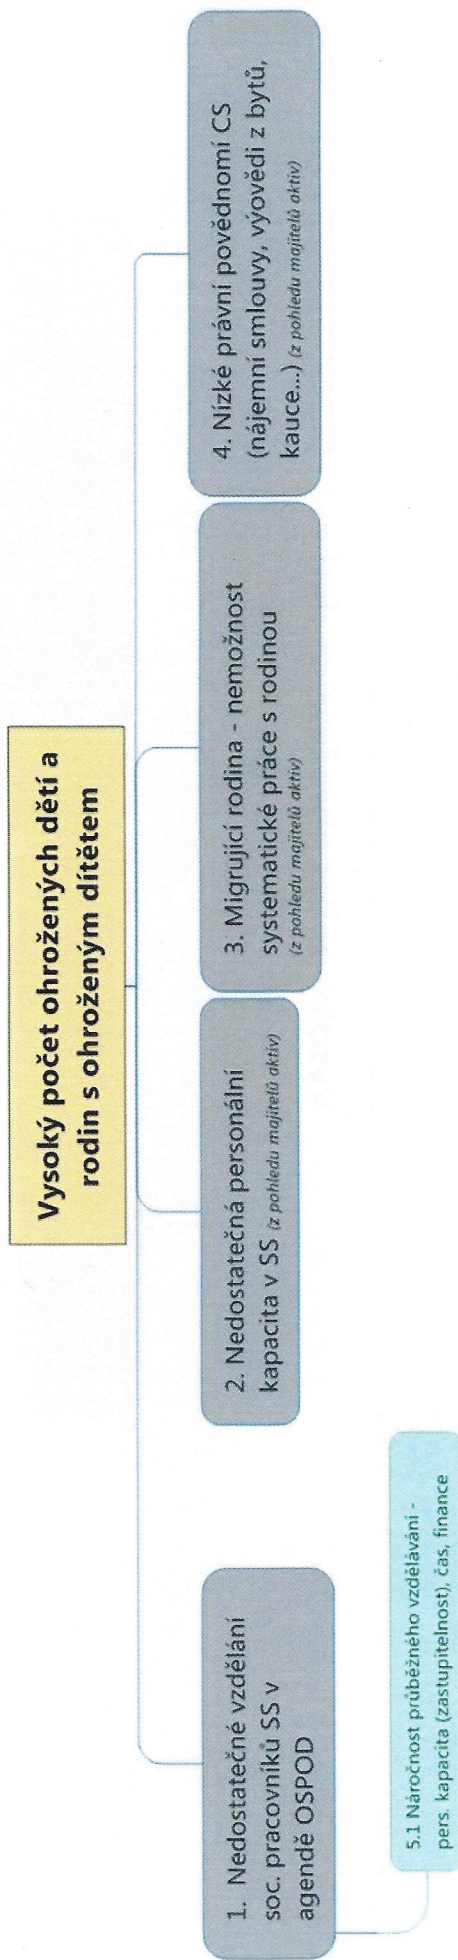 Vysoký počet ohrožených dětí a
rodin s ohroženým dítětem
1. Nedostatečné vzdělání
soc. pracovníků SS v
agendě OSPOD
5.1 Náročnost průběžného vzdělávání -
pers. kapacita (zastupitelnost), čas, finance
2. Nedostatečná personální
kapacita v SS (z pohledu majitelů aktiv)
3. Migrující rodina - nemožnost
systematické práce s rodinou
(z pohledu majitelů aktiv)
4. Nízké právní povědnomí CS
(nájemní smlouvy, výovědi z bytů,
kauce...) (z pohledu majitelů aktiv)